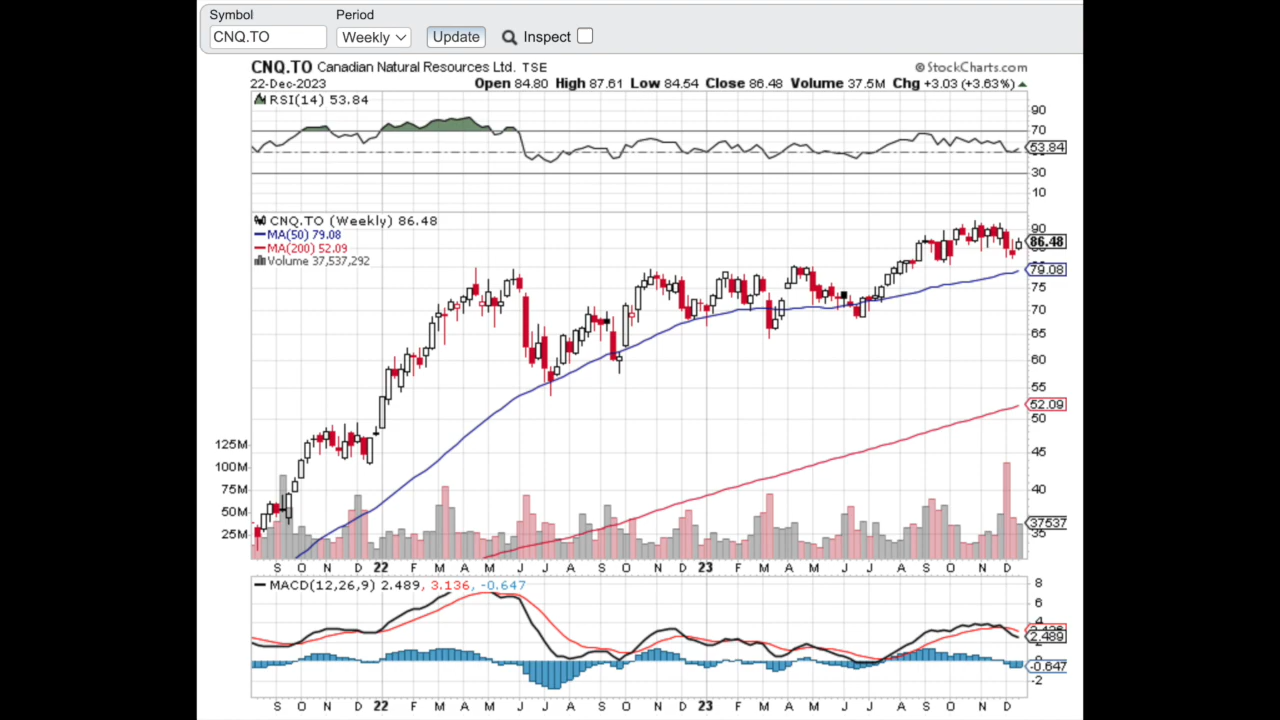 Symbol Period
CNQ.TO Weekly Update Inspect
CNQ.TO Canadian Natural Resources Ltd. TSE © StockCharts.com
22-Dec-2023 Open 84.80 High 87.61 Low 84.54 Close 86.48 Volume 37.5M Chg +3.03 (+3.63%)
RSI(14) 53.84
90
70
53.84
30
10
CNQ.TO (Weekly) 86.48
MA(50) 79.08
MA(200) 52.09
Volume 37,537,292
90
86.48
79.08
75
70
65
60
55
52.09
50
45
40
37537
35
125M
100M
75M
50M
25M
S O N D 22 F M A M J J A S O N D 23 F M A M J J A S O N D
MACD(12,26,9) 2.489, 3.136, -0.647
8
6
4
2.489
-0.647
-2
S O N D 22 F M A M J J A S O N D 23 F M A M J J A S O N D